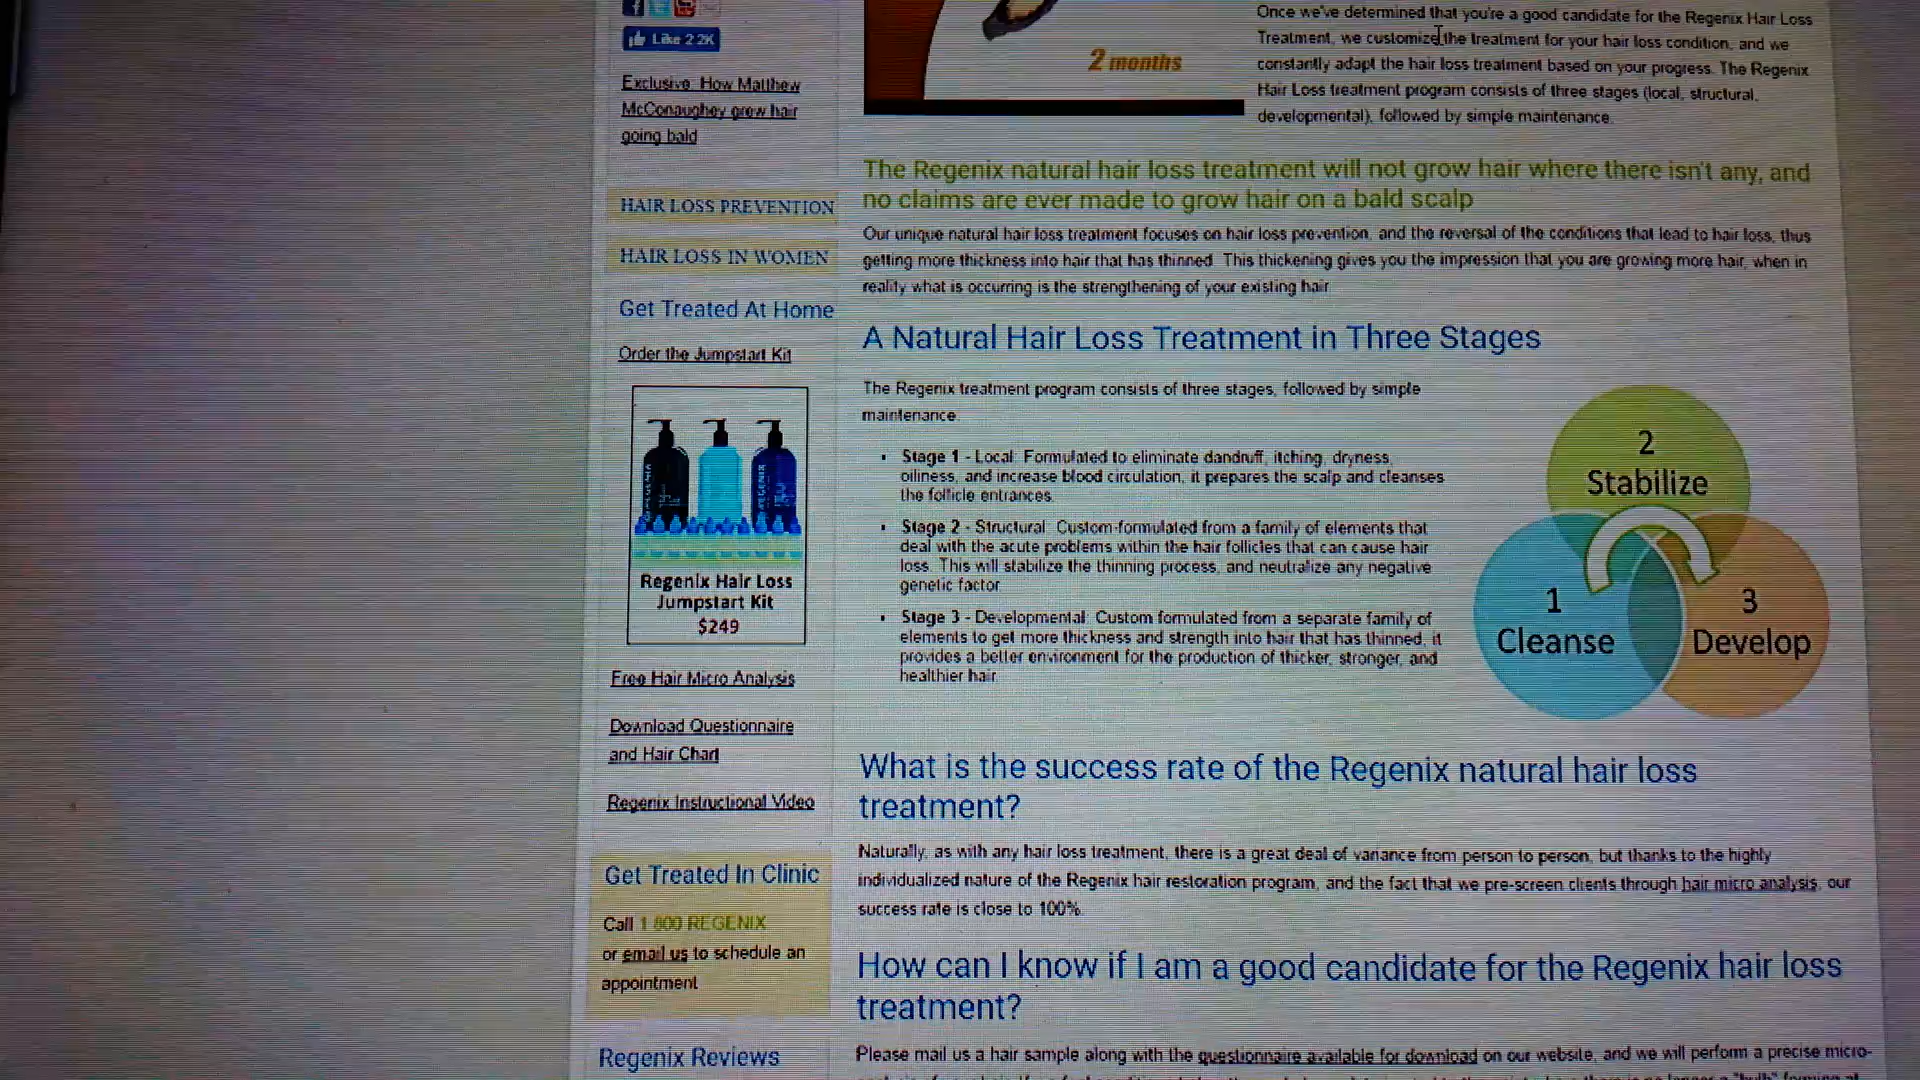 Like 2.2K
Exclusive: How Matthew
McConaughey grew hair
going bald
HAIR LOSS PREVENTION
HAIR LOSS IN WOMEN
Get Treated At Home
Order the Jumpstart Kit
Regenix Hair Loss
Jumpstart Kit
$249
Free Hair Micro Analysis
Download Questionnaire
and Hair Chart
Regenix Instructional Video
Get Treated In Clinic
Call 1 800 REGENIX
or email us to schedule an
appointment
Regenix Reviews
2 months
Once we've determined that you're a good candidate for the Regenix Hair Loss
Treatment, we customize the treatment for your hair loss condition, and we
constantly adapt the hair loss treatment based on your progress. The Regenix
Hair Loss treatment program consists of three stages (local, structural,
developmental), followed by simple maintenance.
The Regenix natural hair loss treatment will not grow hair where there isn't any, and
no claims are ever made to grow hair on a bald scalp
Our unique natural hair loss treatment focuses on hair loss prevention, and the reversal of the conditions that lead to hair loss, thus
getting more thickness into hair that has thinned. This thickening gives you the impression that you are growing more hair, when in
reality what is occurring is the strengthening of your existing hair.
A Natural Hair Loss Treatment in Three Stages
The Regenix treatment program consists of three stages, followed by simple
maintenance.
• Stage 1 - Local: Formulated to eliminate dandruff, itching, dryness,
oiliness, and increase blood circulation, it prepares the scalp and cleanses
the follicle entrances.
• Stage 2 - Structural: Custom-formulated from a family of elements that
deal with the acute problems within the hair follicles that can cause hair
loss. This will stabilize the thinning process, and neutralize any negative
genetic factor.
• Stage 3 - Developmental: Custom formulated from a separate family of
elements to get more thickness and strength into hair that has thinned, it
provides a better environment for the production of thicker, stronger, and
healthier hair.
2
Stabilize
1
Cleanse
3
Develop
What is the success rate of the Regenix natural hair loss
treatment?
Naturally, as with any hair loss treatment, there is a great deal of variance from person to person, but thanks to the highly
individualized nature of the Regenix hair restoration program, and the fact that we pre-screen clients through hair micro analysis, our
success rate is close to 100%.
How can I know if I am a good candidate for the Regenix hair loss
treatment?
Please mail us a hair sample along with the questionnaire available for download on our website, and we will perform a precise micro-